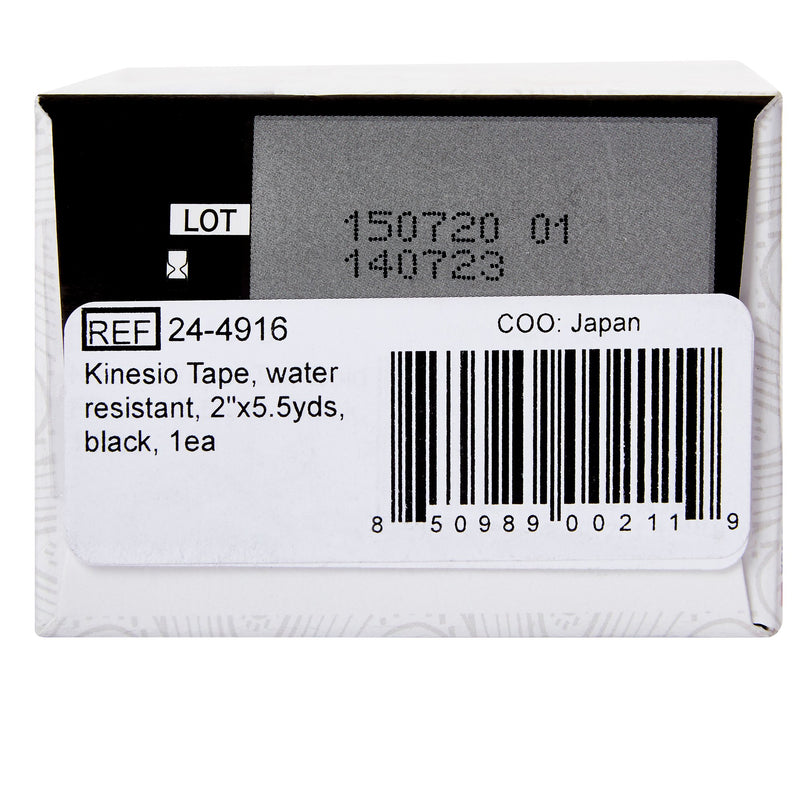 LOT 150720 01
140723
REF 24-4916
COO: Japan
Kinesio Tape, water
resistant, 2"x5.5yds,
black, 1ea
8 50989 00211 9